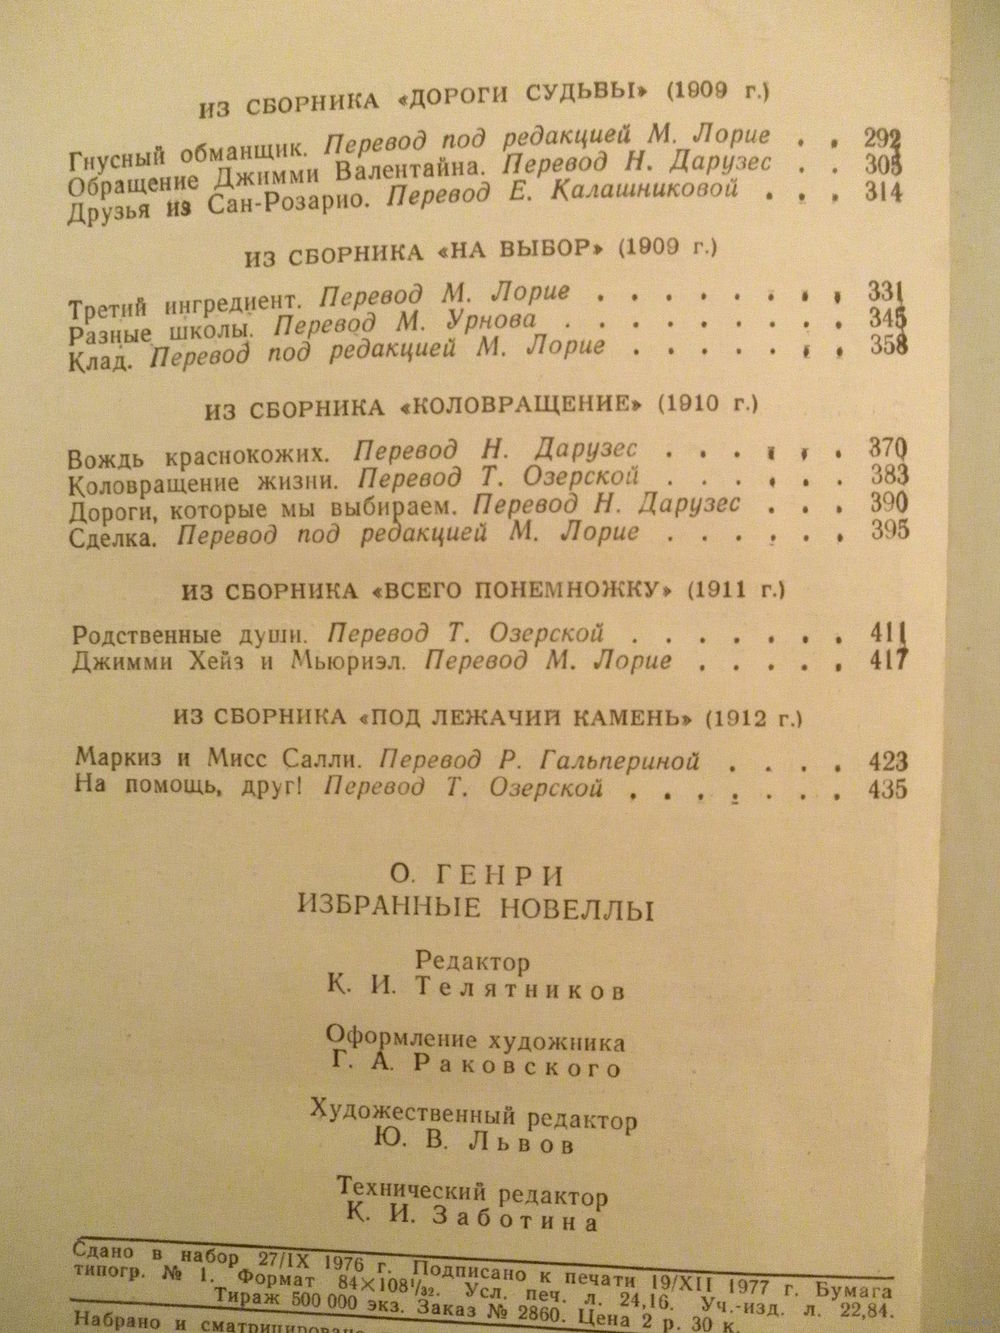 ИЗ СБОРНИКА «ДОРОГИ СУДЬБЫ» (1909 г.)
Гнусный обманщик. Перевод под редакцией М. Лорие . . 292
Обращение Джимми Валентайна. Перевод Н. Дарузес . . 305
Друзья из Сан-Розарио. Перевод Е. Калашниковой . . . 314
ИЗ СБОРНИКА «НА ВЫБОР» (1909 г.)
Третий ингредиент. Перевод М. Лорие . . . . . . . . 331
Разные школы. Перевод М. Урнова . . . . . . . . . 345
Клад. Перевод под редакцией М. Лорие . . . . . . . 358
ИЗ СБОРНИКА «КОЛОВРАЩЕНИЕ» (1910 г.)
Вождь краснокожих. Перевод Н. Дарузес . . . . . . 370
Коловращение жизни. Перевод Т. Озерской . . . . . . 383
Дороги, которые мы выбираем. Перевод Н. Дарузес . . . 390
Сделка. Перевод под редакцией М. Лорие . . . . . . 395
ИЗ СБОРНИКА «ВСЕГО ПОНЕМНОЖКУ» (1911 г.)
Родственные души. Перевод Т. Озерской . . . . . . . 411
Джимми Хейз и Мьюриэл. Перевод М. Лорие . . . . . 417
ИЗ СБОРНИКА «ПОД ЛЕЖАЧИЙ КАМЕНЬ» (1912 г.)
Маркиз и Мисс Салли. Перевод Р. Гальпериной . . . . 423
На помощь, друг! Перевод Т. Озерской . . . . . . . 435
О. ГЕНРИ
ИЗБРАННЫЕ НОВЕЛЛЫ
Редактор
К. И. Телятников
Оформление художника
Г. А. Раковского
Художественный редактор
Ю. В. Львов
Технический редактор
К. И. Заботина
Сдано в набор 27/IX 1976 г. Подписано к печати 19/XII 1977 г. Бумага
типогр. № 1. Формат 84×108¹/₃₂. Усл. печ. л. 24,16. Уч.-изд. л. 22,84.
Тираж 500 000 экз. Заказ № 2860. Цена 2 р. 30 к.
Набрано и сматрицировано